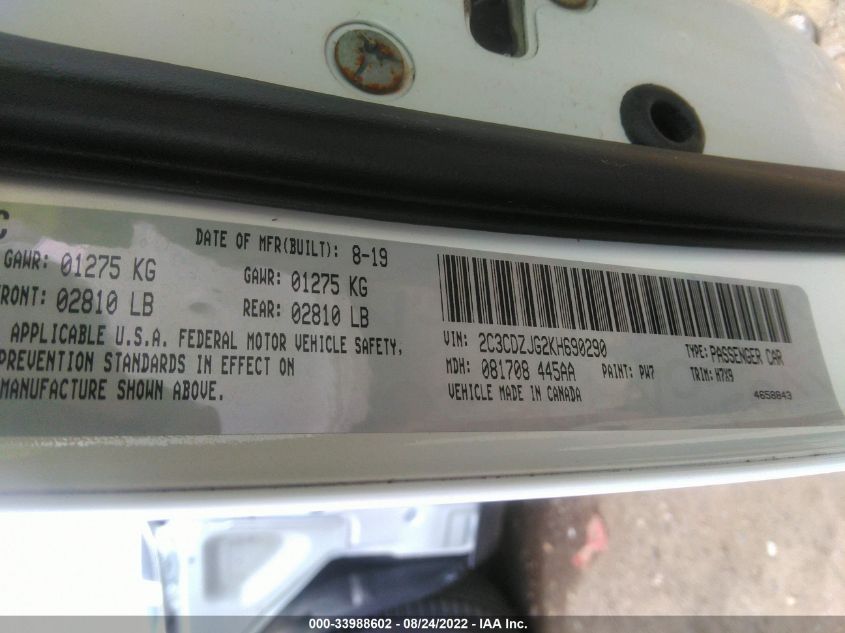 C
DATE OF MFR(BUILT): 8-19
GAWR: 01275 KG GAWR: 01275 KG
FRONT: 02810 LB REAR: 02810 LB
APPLICABLE U.S.A. FEDERAL MOTOR VEHICLE SAFETY,
PREVENTION STANDARDS IN EFFECT ON
MANUFACTURE SHOWN ABOVE.
VIN: 2C3CDZJG2KH690290 TYPE: PASSENGER CAR
MDH: 081708 445AA PAINT: PW7 TRIM: H7X9
VEHICLE MADE IN CANADA 4658843
000-33988602 - 08/24/2022 - IAA Inc.